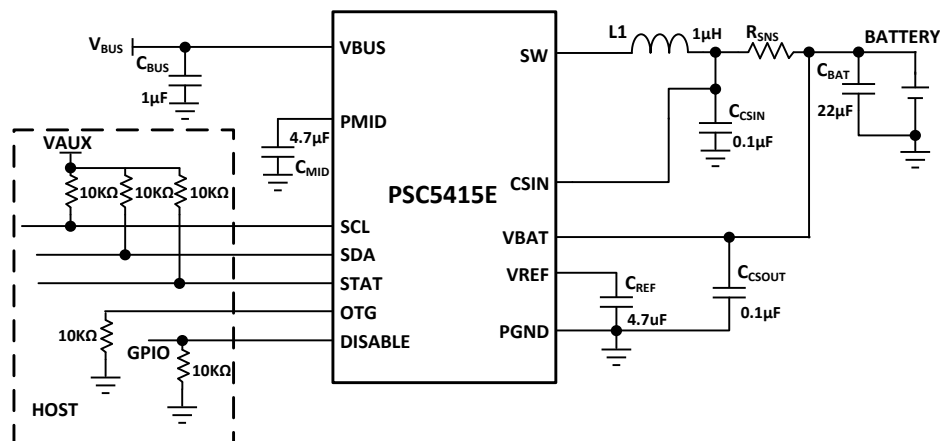 L1
1µH
RSNS
BATTERY
VBUS
VBUS
SW
CBUS
1µF
CBAT
22µF
PMID
4.7µF
CMID
CCSIN
0.1µF
VAUX
10KΩ
10KΩ
10KΩ
PSC5415E
CSIN
SCL
VBAT
SDA
STAT
VREF
CREF
4.7uF
CCSOUT
0.1µF
OTG
PGND
10KΩ
GPIO
DISABLE
10KΩ
HOST